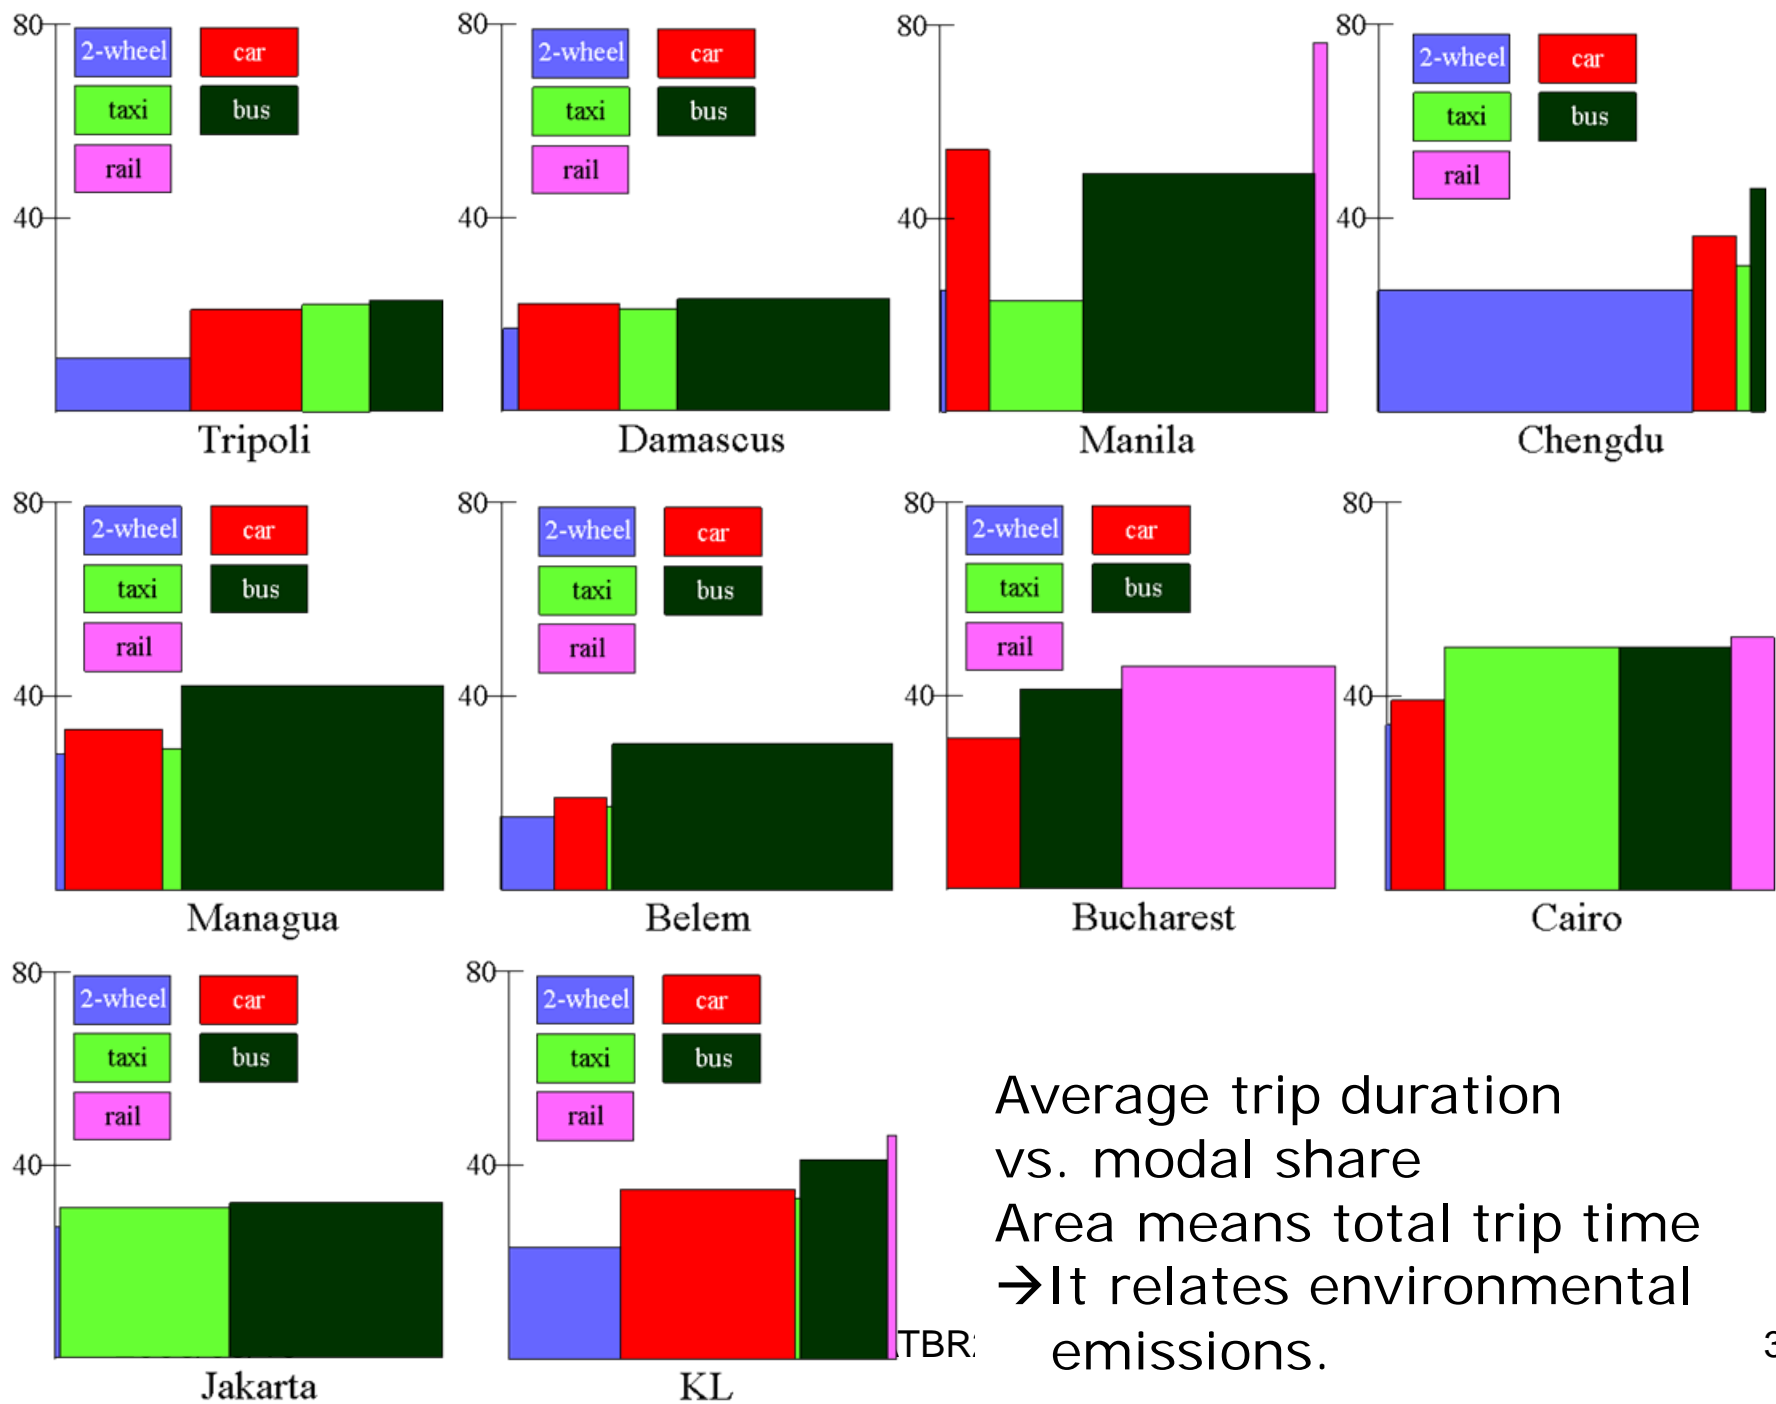 80
2-wheel car
taxi bus
rail
40
Tripoli
80
2-wheel car
taxi bus
rail
40
Damascus
80
40
Manila
80
2-wheel car
taxi bus
rail
40
Chengdu
80
2-wheel car
taxi bus
rail
40
Managua
80
2-wheel car
taxi bus
rail
40
Belem
80
2-wheel car
taxi bus
rail
40
Bucharest
80
40
Cairo
80
2-wheel car
taxi bus
rail
40
Jakarta
80
2-wheel car
taxi bus
rail
40
KL
Average trip duration
vs. modal share
Area means total trip time
→It relates environmental
emissions.
TBR
3